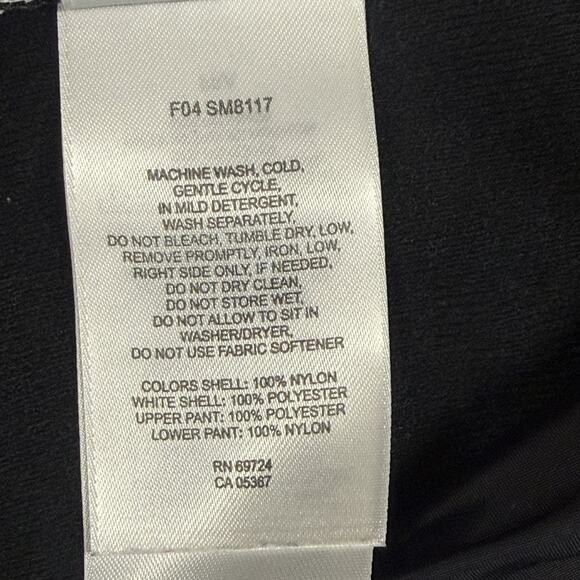 F04 SM8117
MACHINE WASH, COLD,
GENTLE CYCLE,
IN MILD DETERGENT,
WASH SEPARATELY,
DO NOT BLEACH, TUMBLE DRY, LOW,
REMOVE PROMPTLY, IRON, LOW,
RIGHT SIDE ONLY, IF NEEDED,
DO NOT DRY CLEAN,
DO NOT STORE WET,
DO NOT ALLOW TO SIT IN
WASHER/DRYER,
DO NOT USE FABRIC SOFTENER
COLORS SHELL: 100% NYLON
WHITE SHELL: 100% POLYESTER
UPPER PANT: 100% POLYESTER
LOWER PANT: 100% NYLON
RN 69724
CA 05367